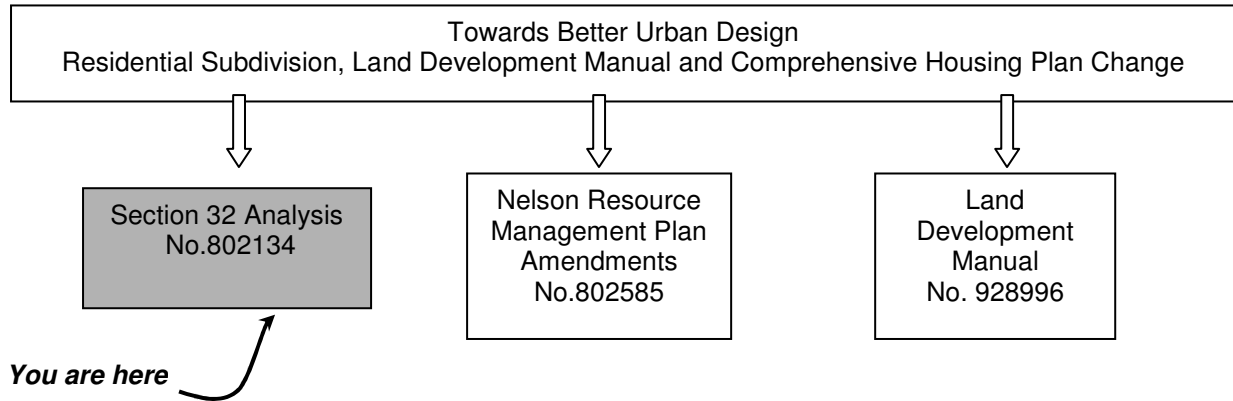 Towards Better Urban Design
Residential Subdivision, Land Development Manual and Comprehensive Housing Plan Change
Section 32 Analysis
No.802134
Nelson Resource
Management Plan
Amendments
No.802585
Land
Development
Manual
No. 928996
You are here